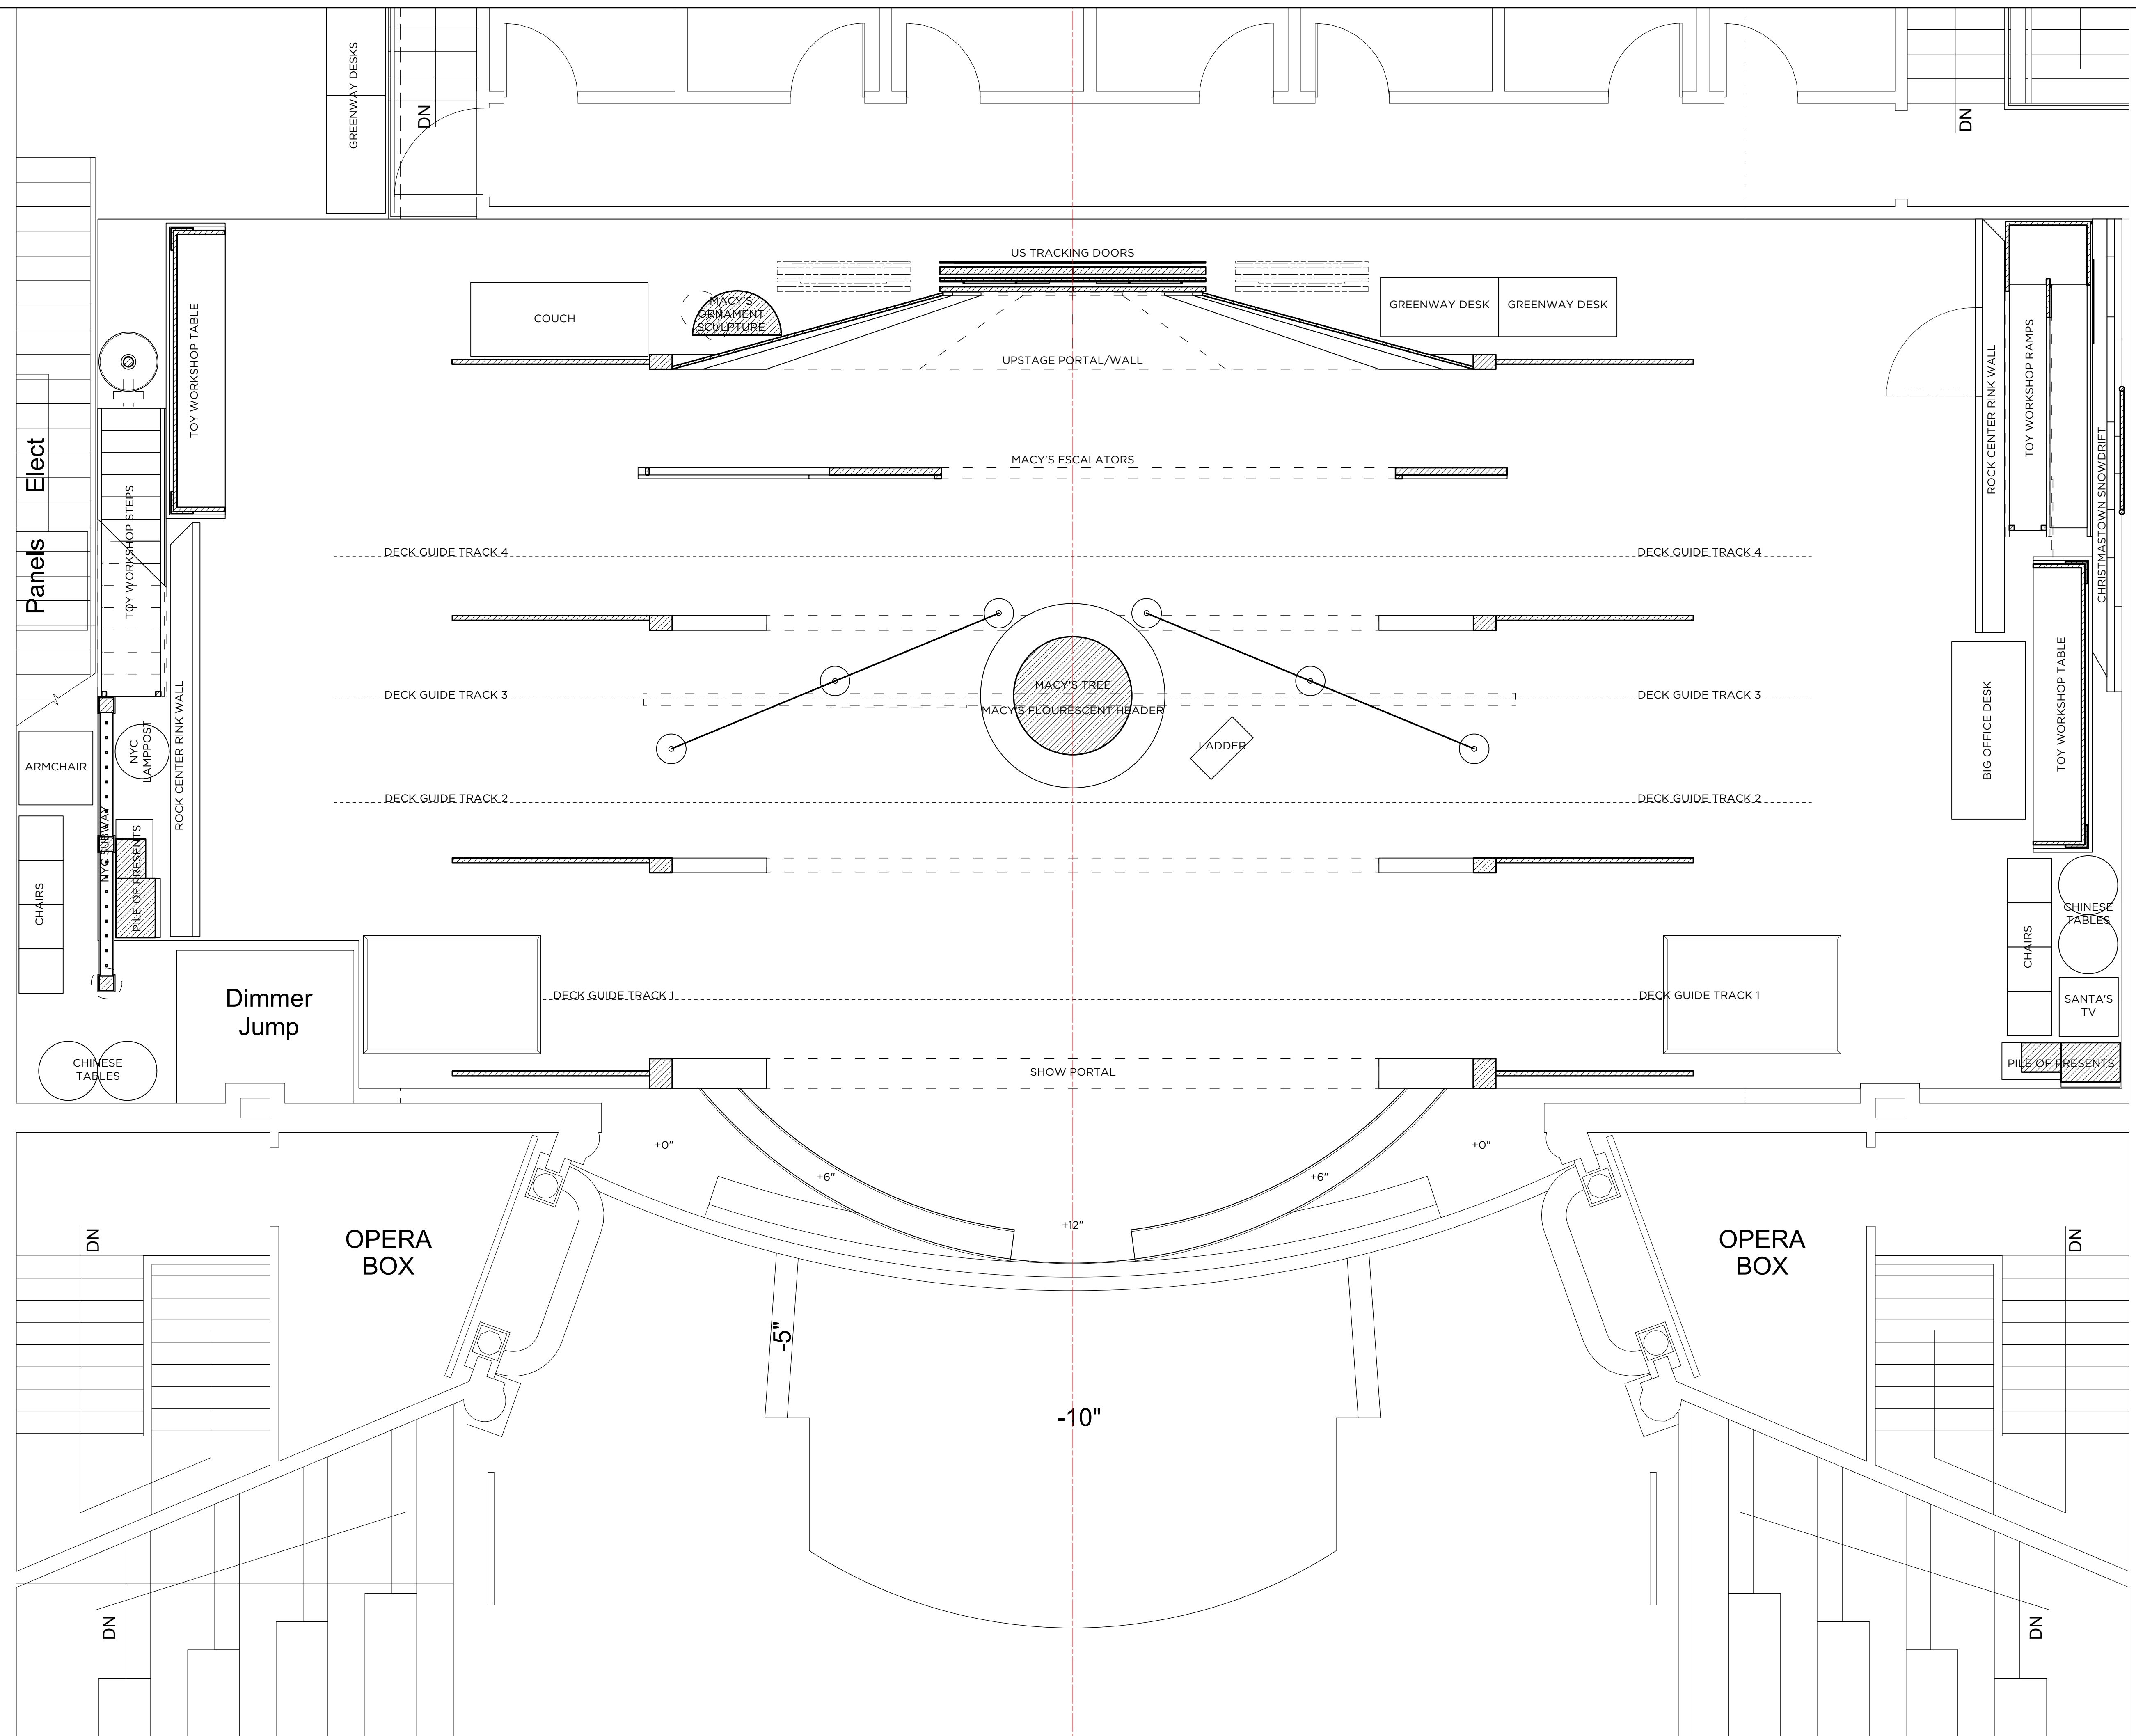 GREENWAY DESKS
DN
DN
US TRACKING DOORS
COUCH
MACY'S
ORNAMENT
SCULPTURE
GREENWAY DESK
GREENWAY DESK
UPSTAGE PORTAL/WALL
TOY WORKSHOP TABLE
ROCK CENTER RINK WALL
TOY WORKSHOP RAMPS
CHRISTMASTOWN SNOWDRIFT
MACY'S ESCALATORS
Panels Elect
TOY WORKSHOP STEPS
DECK GUIDE TRACK 4
DECK GUIDE TRACK 4
DECK GUIDE TRACK 3
MACY'S TREE
MACY'S FLOURESCENT HEADER
DECK GUIDE TRACK 3
LADDER
ARMCHAIR
NYC
LAMPPOST
ROCK CENTER RINK WALL
BIG OFFICE DESK
TOY WORKSHOP TABLE
DECK GUIDE TRACK 2
DECK GUIDE TRACK 2
NYC SUBWAY
PILE OF PRESENTS
CHAIRS
CHINESE
TABLES
CHAIRS
Dimmer
Jump
DECK GUIDE TRACK 1
DECK GUIDE TRACK 1
SANTA'S
TV
CHINESE
TABLES
SHOW PORTAL
PILE OF PRESENTS
+0"
+0"
+6"
+6"
+12"
DN
OPERA
BOX
OPERA
BOX
DN
-5"
-10"
DN
DN